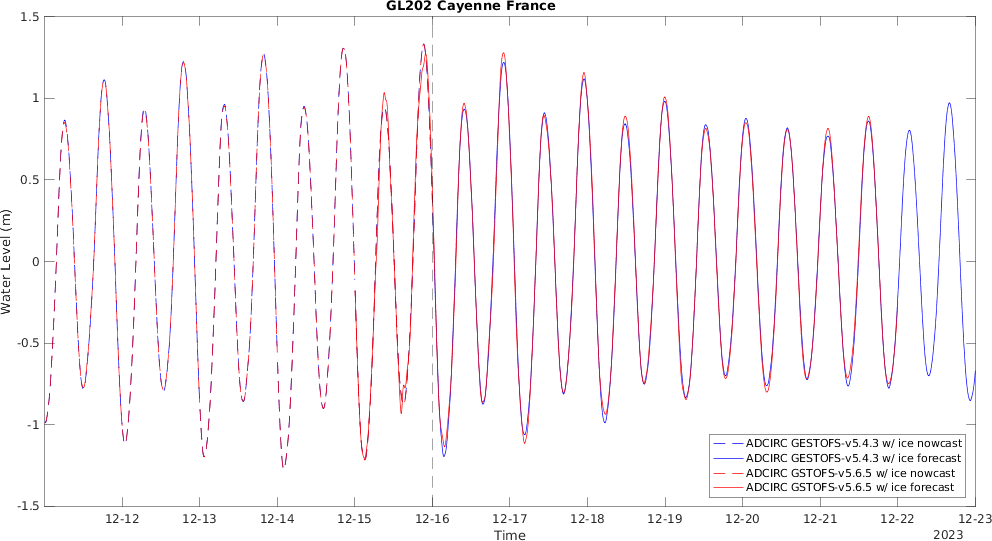 GL202 Cayenne France
1.5
1
0.5
0
-0.5
-1
-1.5
Water Level (m)
12-12
12-13
12-14
12-15
12-16
12-17
12-18
12-19
12-20
12-21
12-22
12-23
Time
2023
ADCIRC GESTOFS-v5.4.3 w/ ice nowcast
ADCIRC GESTOFS-v5.4.3 w/ ice forecast
ADCIRC GSTOFS-v5.6.5 w/ ice nowcast
ADCIRC GSTOFS-v5.6.5 w/ ice forecast